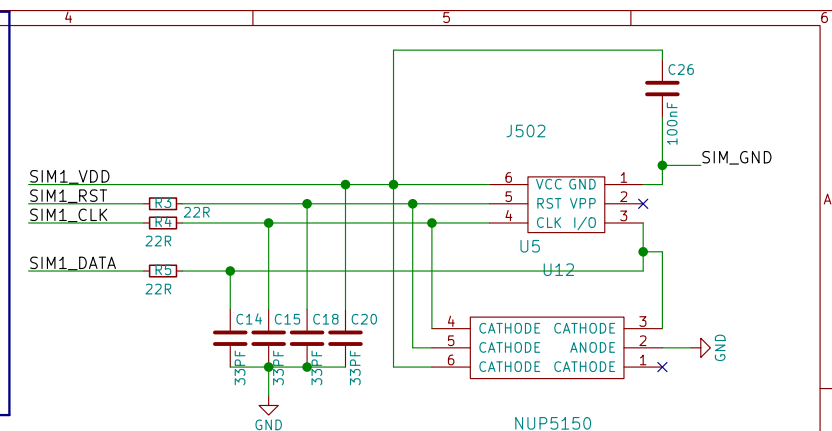 4 5 6
C26
100nF
J502
SIM_GND
SIM1_VDD 6 VCC GND 1
SIM1_RST R3 22R 5 RST VPP 2
SIM1_CLK R4 4 CLK I/O 3
22R
U5
SIM1_DATA R5 U12
22R
A
C14 C15 C18 C20
33PF 33PF 33PF 33PF
4 CATHODE CATHODE 3
5 CATHODE ANODE 2 GND
6 CATHODE CATHODE 1
GND
NUP5150